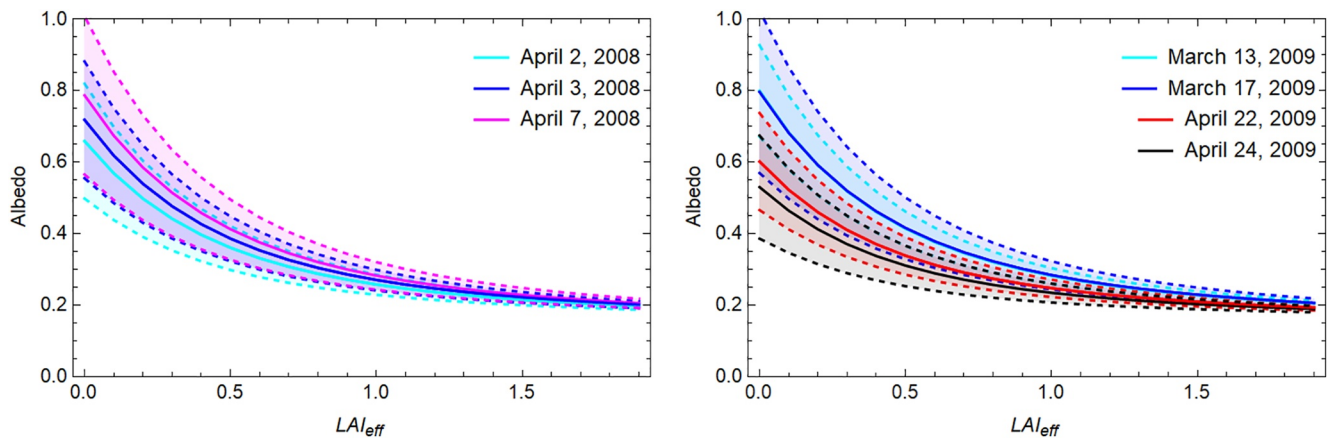 1.0
0.8
0.6
0.4
0.2
0.0
Albedo
0.0 0.5 1.0 1.5
LAIeff
April 2, 2008
April 3, 2008
April 7, 2008
1.0
0.8
0.6
0.4
0.2
0.0
Albedo
0.0 0.5 1.0 1.5
LAIeff
March 13, 2009
March 17, 2009
April 22, 2009
April 24, 2009